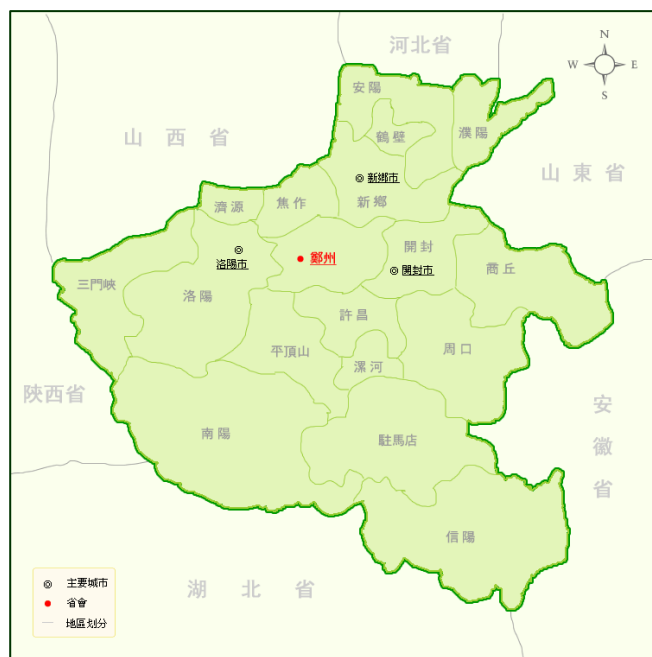 河北省
N
W E
S
安陽
鶴壁
濮陽
山西省
山東省
新鄉市
新鄉
濟源
焦作
洛陽市
鄭州
開封
開封市
商丘
三門峽
洛陽
許昌
平頂山
漯河
周口
陝西省
安徽省
南陽
駐馬店
信陽
湖北省
主要城市
省會
地區划分